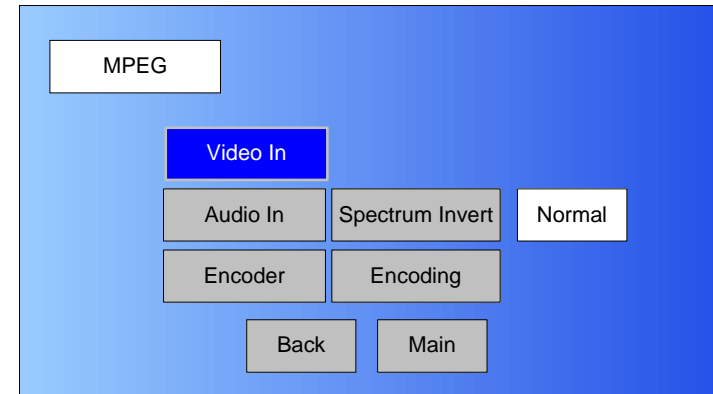 MPEG
Video In
Audio In
Spectrum Invert
Normal
Encoder
Encoding
Back
Main